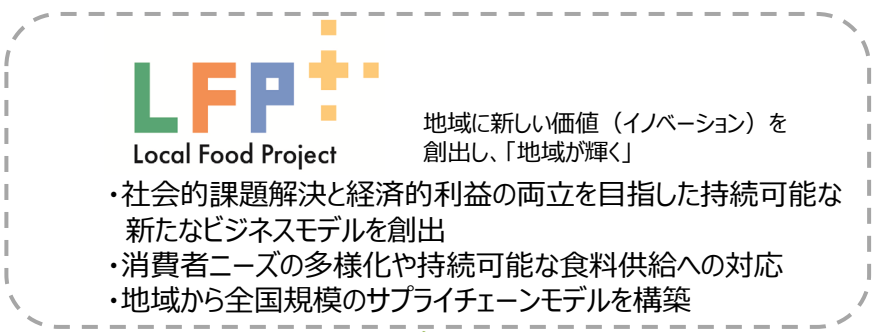 LFP
Local Food Project
地域に新しい価値（イノベーション）を
創出し、「地域が輝く」
・社会的課題解決と経済的利益の両立を目指した持続可能な
新たなビジネスモデルを創出
・消費者ニーズの多様化や持続可能な食料供給への対応
・地域から全国規模のサプライチェーンモデルを構築